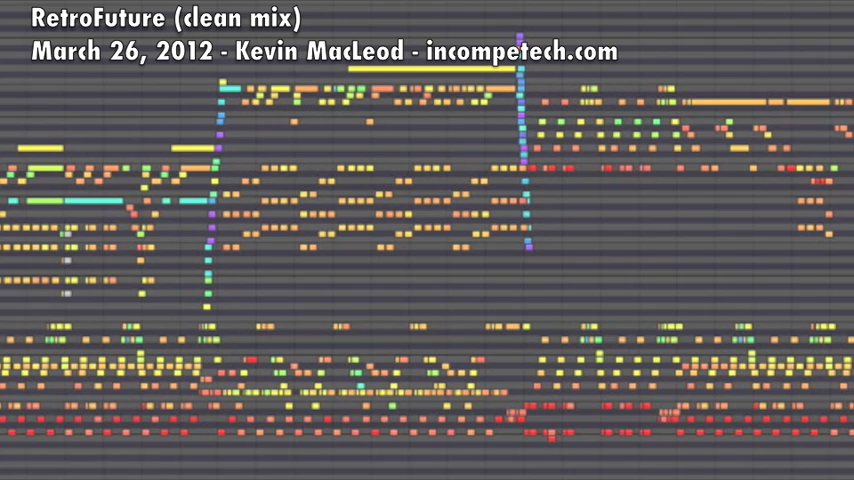 RetroFuture (clean mix)
March 26, 2012 - Kevin MacLeod - incompetech.com